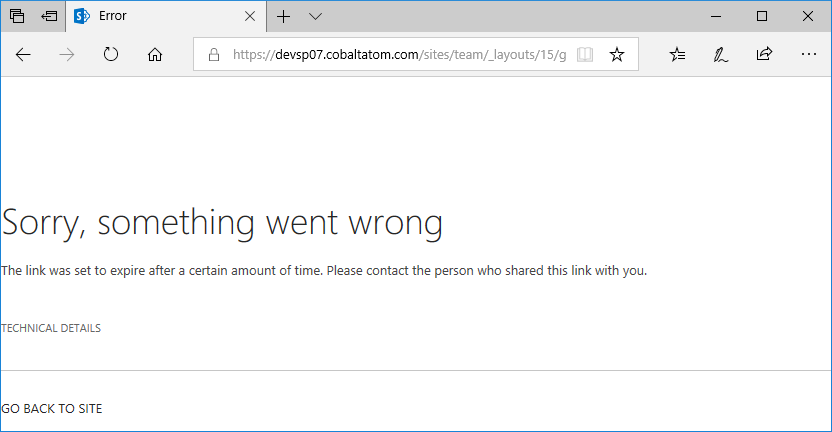 Error
https://devsp07.cobaltatom.com/sites/team/_layouts/15/g
Sorry, something went wrong
The link was set to expire after a certain amount of time. Please contact the person who shared this link with you.
TECHNICAL DETAILS
GO BACK TO SITE